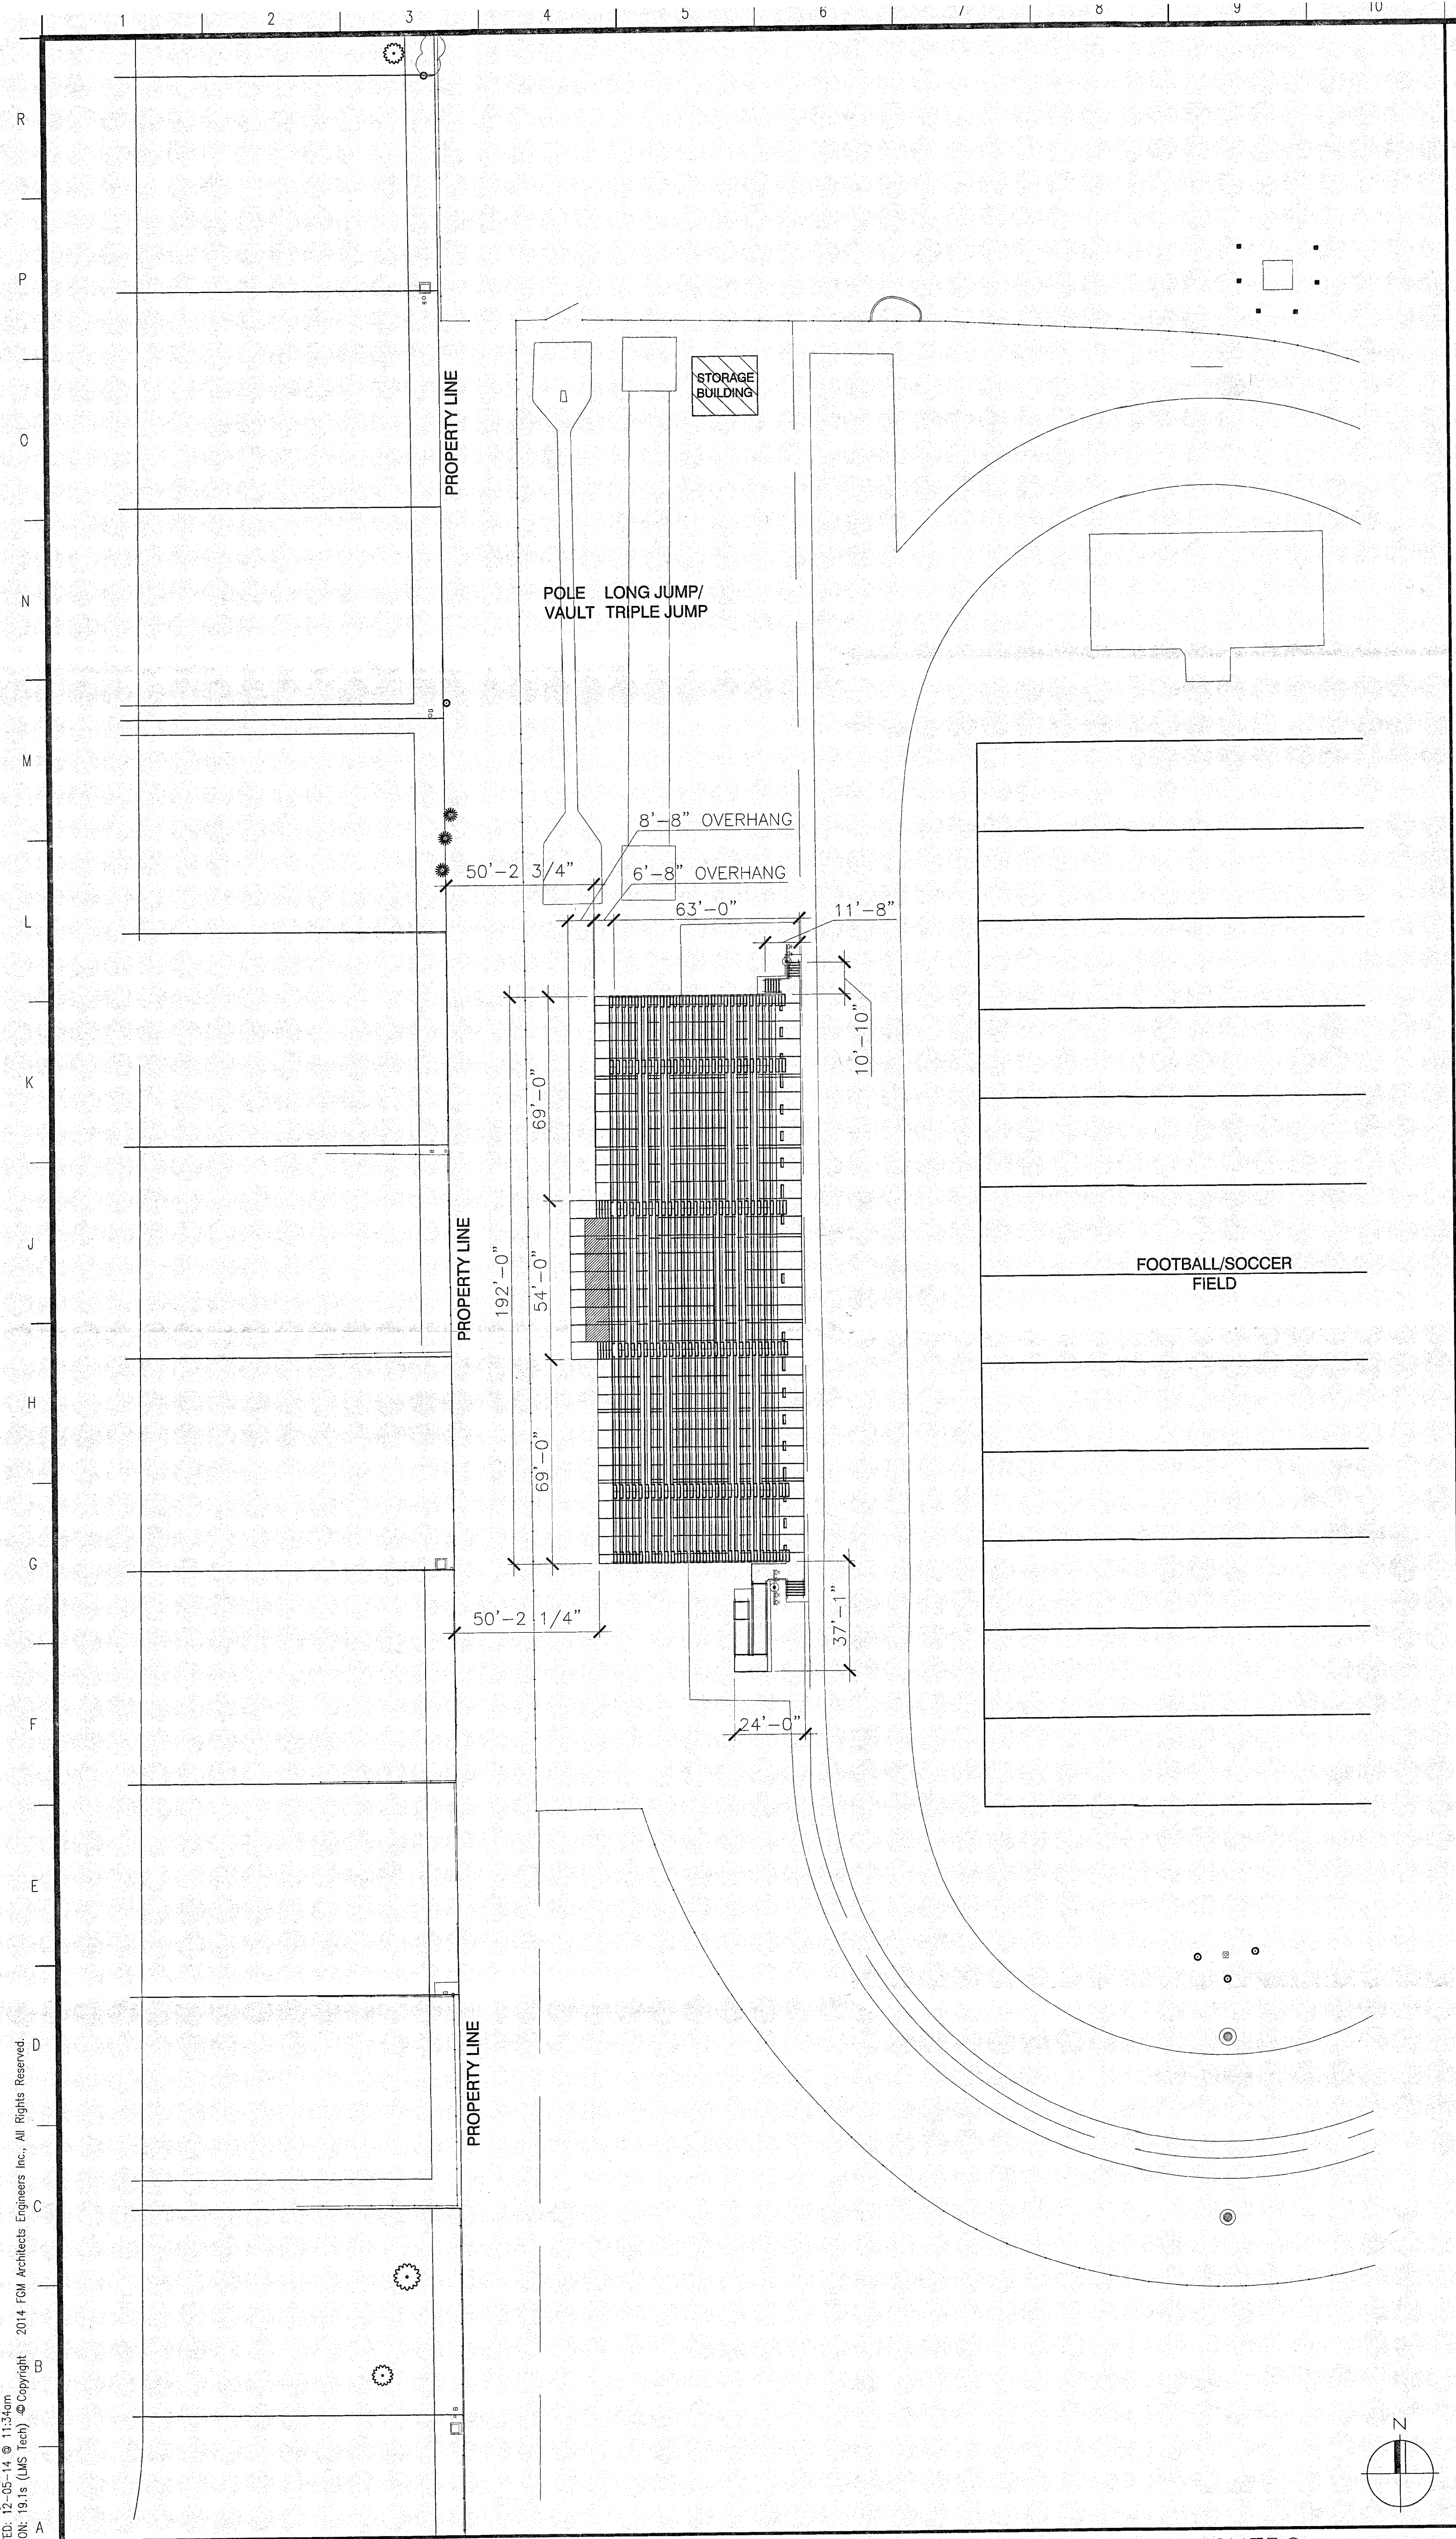 1 2 3 4 5 6 7 8 9 10
R
P
O
N
M
L
K
J
H
G
F
E
D
C
B
A
PROPERTY LINE
STORAGE
BUILDING
POLE LONG JUMP/
VAULT TRIPLE JUMP
8'-8" OVERHANG
50'-2 3/4"
6'-8" OVERHANG
63'-0"
11'-8"
10'-10"
69'-0"
192'-0"
54'-0"
69'-0"
PROPERTY LINE
FOOTBALL/SOCCER
FIELD
50'-2 1/4"
37'-1"
24'-0"
PROPERTY LINE
N
12-05-14 @ 11:34am
19.1s (LMS Tech) © Copyright 2014 FGM Architects Engineers Inc., All Rights Reserved.